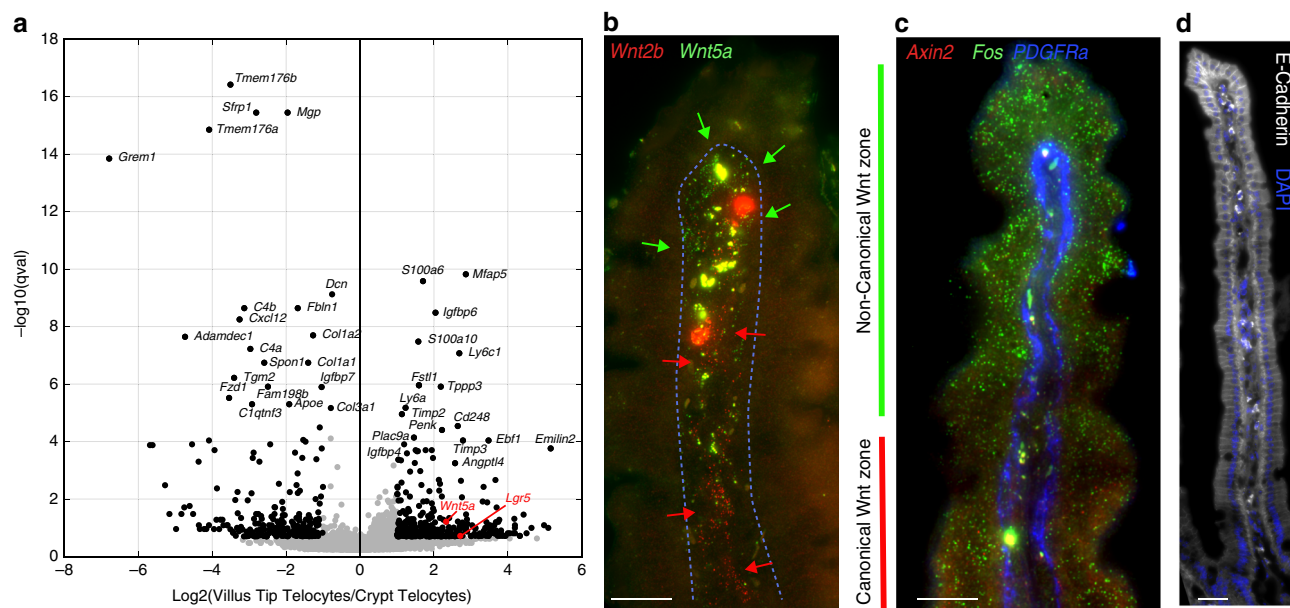 a
b
c
d
18
16
14
12
10
8
6
4
2
0
−8
−6
−4
−2
0
2
4
6
−log10(qval)
Log2(Villus Tip Telocytes/Crypt Telocytes)
Tmem176b
Sfrp1
Mgp
Tmem176a
Grem1
S100a6
Mfap5
Dcn
C4b
Fbln1
Igfbp6
Cxcl12
Adamdec1
Col1a2
S100a10
C4a
Ly6c1
Spon1
Col1a1
Tgm2
Igfbp7
Fstl1
Tppp3
Fzd1
Fam198b
C1qtnf3
Apoe
Col3a1
Ly6a
Timp2
Cd248
Penk
Plac9a
Ebf1
Emilin2
Igfbp4
Timp3
Angptl4
Wnt5a
Lgr5
Wnt2b Wnt5a
Non-Canonical Wnt zone
Canonical Wnt zone
Axin2 Fos PDGFRa
E-Cadherin
DAPI